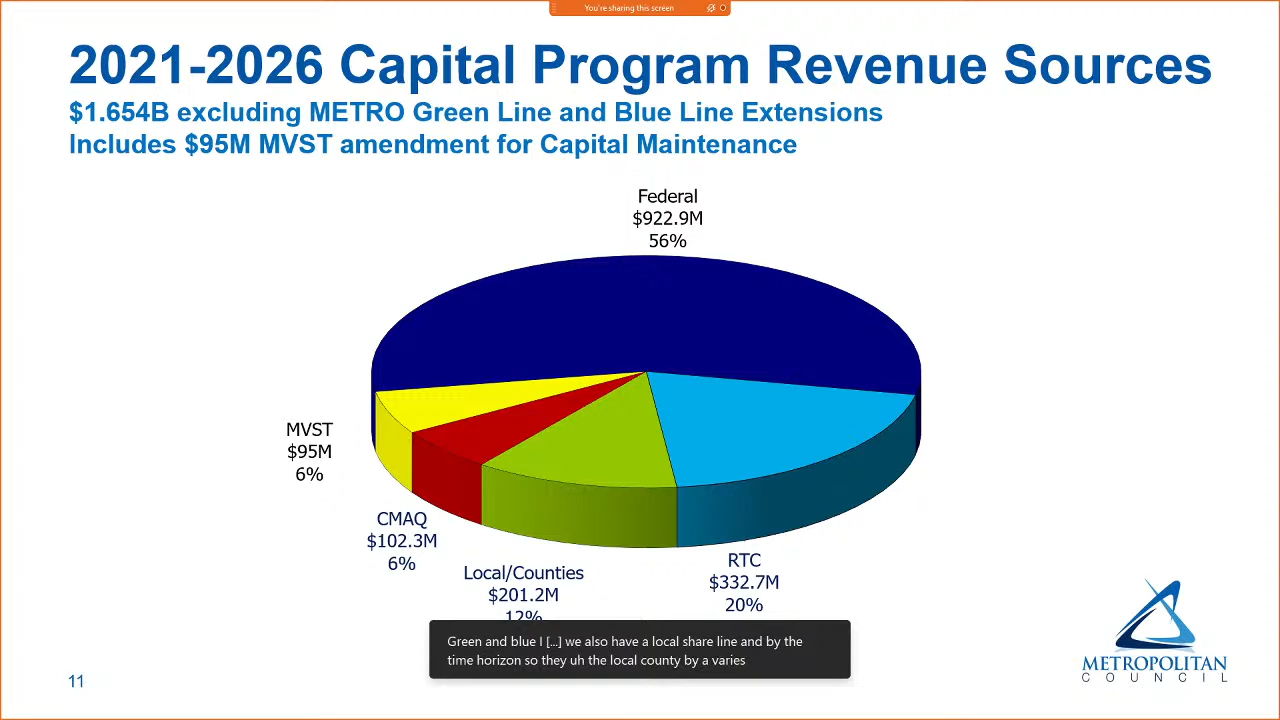 You're sharing this screen
2021-2026 Capital Program Revenue Sources
$1.654B excluding METRO Green Line and Blue Line Extensions
Includes $95M MVST amendment for Capital Maintenance
Federal
$922.9M
56%
MVST
$95M
6%
CMAQ
$102.3M
6%
Local/Counties
$201.2M
12%
RTC
$332.7M
20%
Green and blue I [...] we also have a local share line and by the
time horizon so they uh the local county by a varies
11
METROPOLITAN
COUNCIL